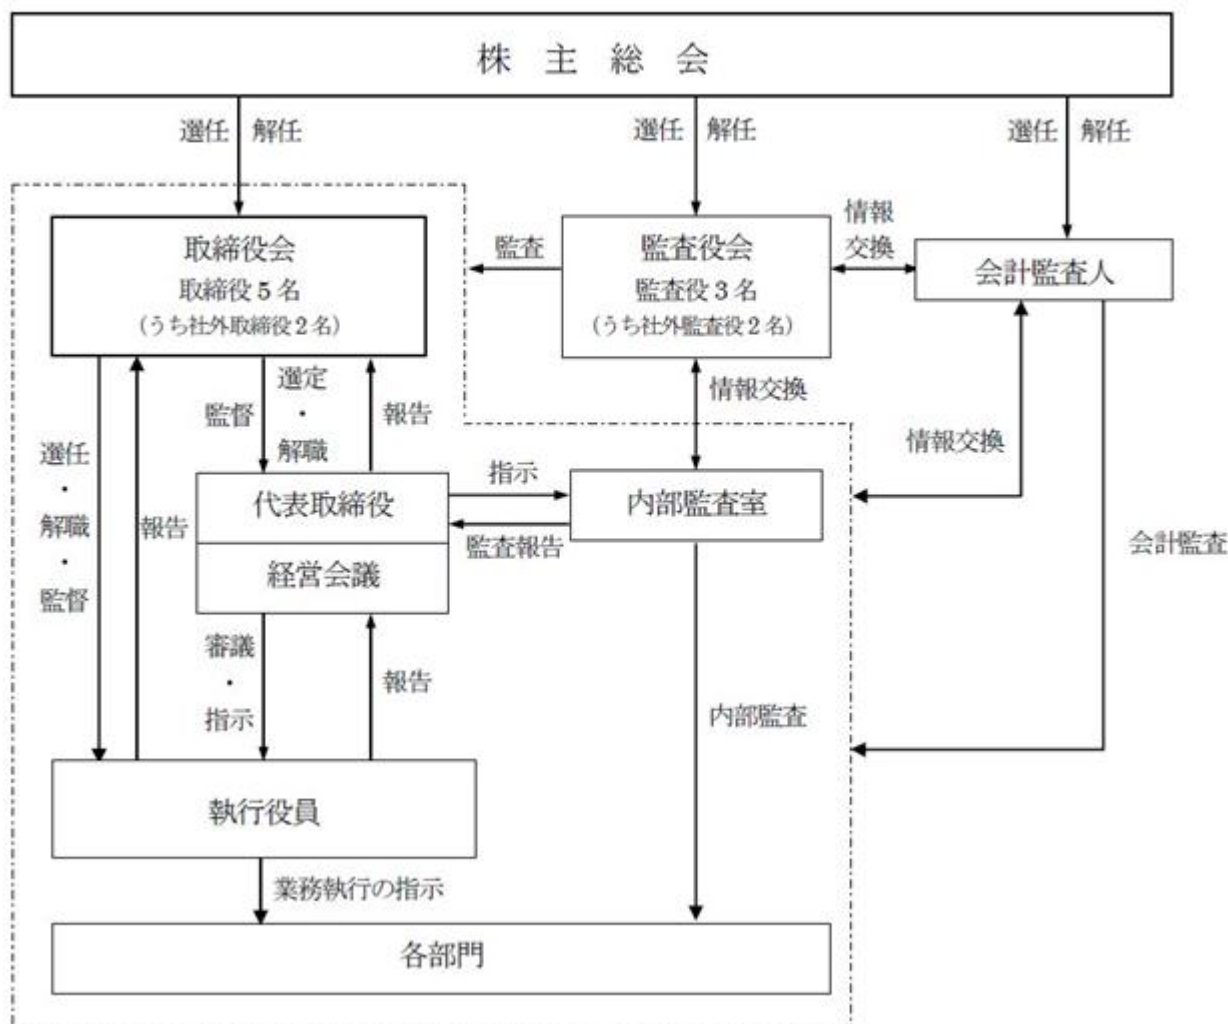 株 主 総 会
選任 解任
選任 解任
選任 解任
取締役会
取締役5名
(うち社外取締役2名)
監査
監査役会
監査役3名
(うち社外監査役2名)
情報
交換
会計監査人
選任
・
解職
・
監督
報告
監督
選定
・
解職
報告
情報交換
情報交換
代表取締役
経営会議
指示
監査報告
内部監査室
会計監査
審議
・
指示
報告
内部監査
執行役員
業務執行の指示
各部門